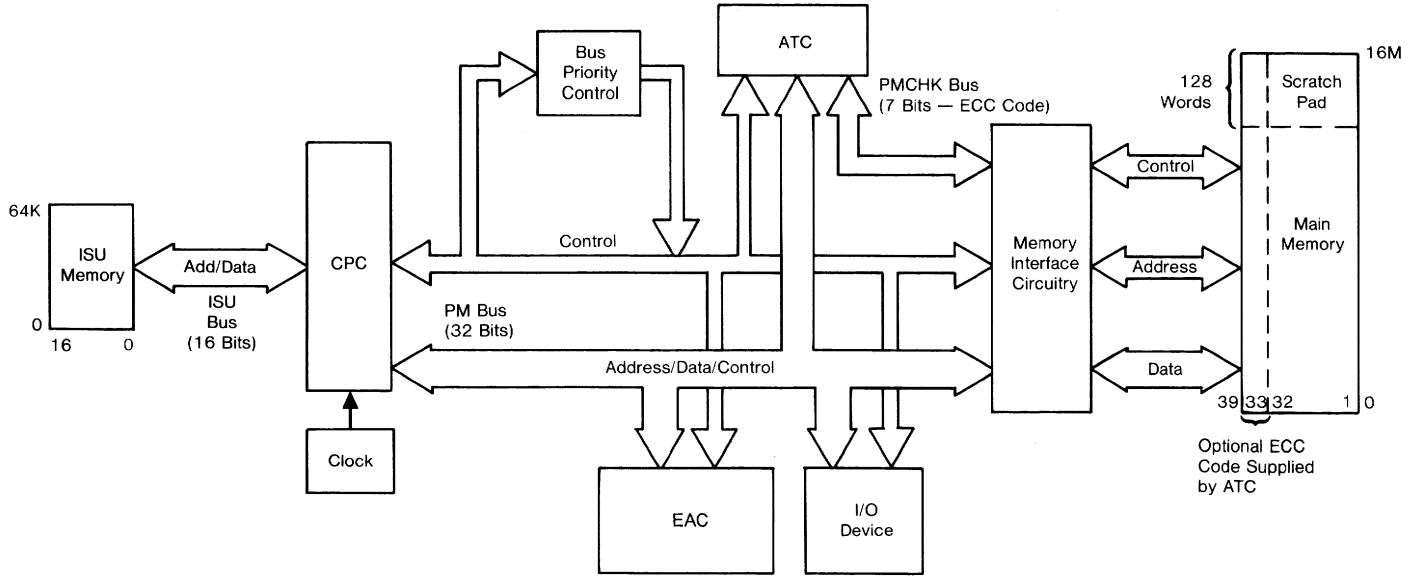 ATC
Bus
Priority
Control
PMCHK Bus
(7 Bits — ECC Code)
128
Words
Scratch
Pad
16M
Control
64K
ISU
Memory
0
16 0
Add/Data
ISU
Bus
(16 Bits)
CPC
Control
PM Bus
(32 Bits)
Address/Data/Control
Memory
Interface
Circuitry
Address
Data
Main
Memory
39 33 32 1 0
Optional ECC
Code Supplied
by ATC
Clock
EAC
I/O
Device